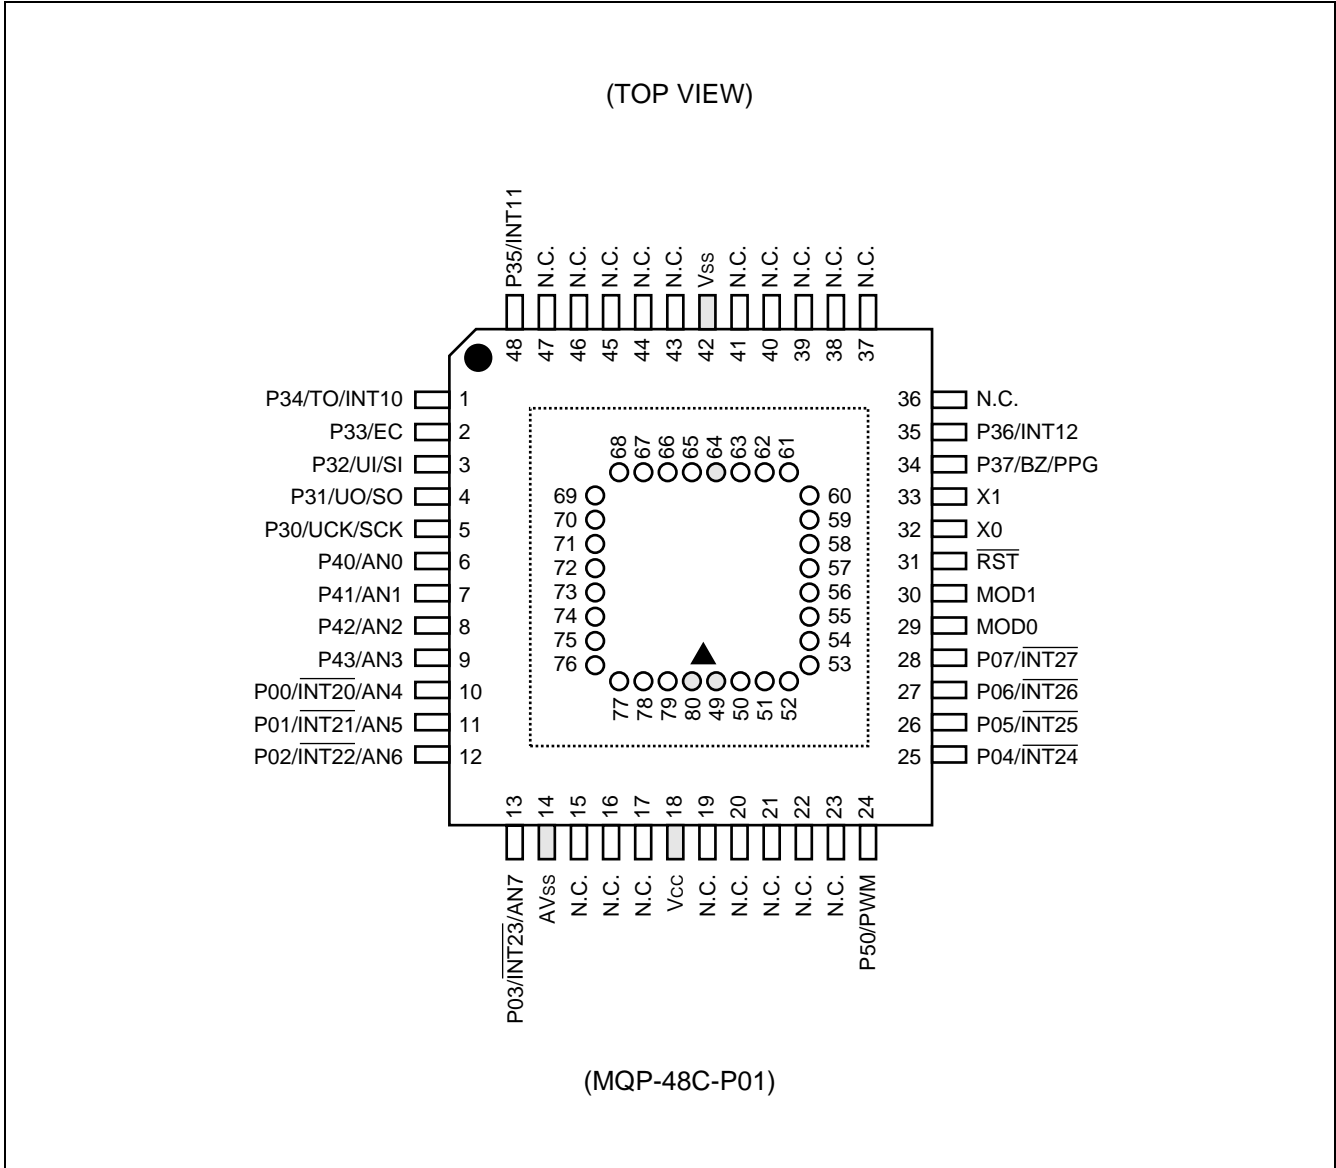 (TOP VIEW)
P35/INT11
N.C.
N.C.
N.C.
N.C.
N.C.
Vss
N.C.
N.C.
N.C.
N.C.
N.C.
48 47 46 45 44 43 42 41 40 39 38 37
P34/TO/INT10 1
P33/EC 2
P32/UI/SI 3
P31/UO/SO 4
P30/UCK/SCK 5
P40/AN0 6
P41/AN1 7
P42/AN2 8
P43/AN3 9
P00/INT20/AN4 10
P01/INT21/AN5 11
P02/INT22/AN6 12
68 67 66 65 64 63 62 61
69
70
71
72
73
74
75
76
60
59
58
57
56
55
54
53
77 78 79 80 49 50 51 52
36 N.C.
35 P36/INT12
34 P37/BZ/PPG
33 X1
32 X0
31 RST
30 MOD1
29 MOD0
28 P07/INT27
27 P06/INT26
26 P05/INT25
25 P04/INT24
13 14 15 16 17 18 19 20 21 22 23 24
P03/INT23/AN7
AVss
N.C.
N.C.
N.C.
Vcc
N.C.
N.C.
N.C.
N.C.
N.C.
P50/PWM
(MQP-48C-P01)